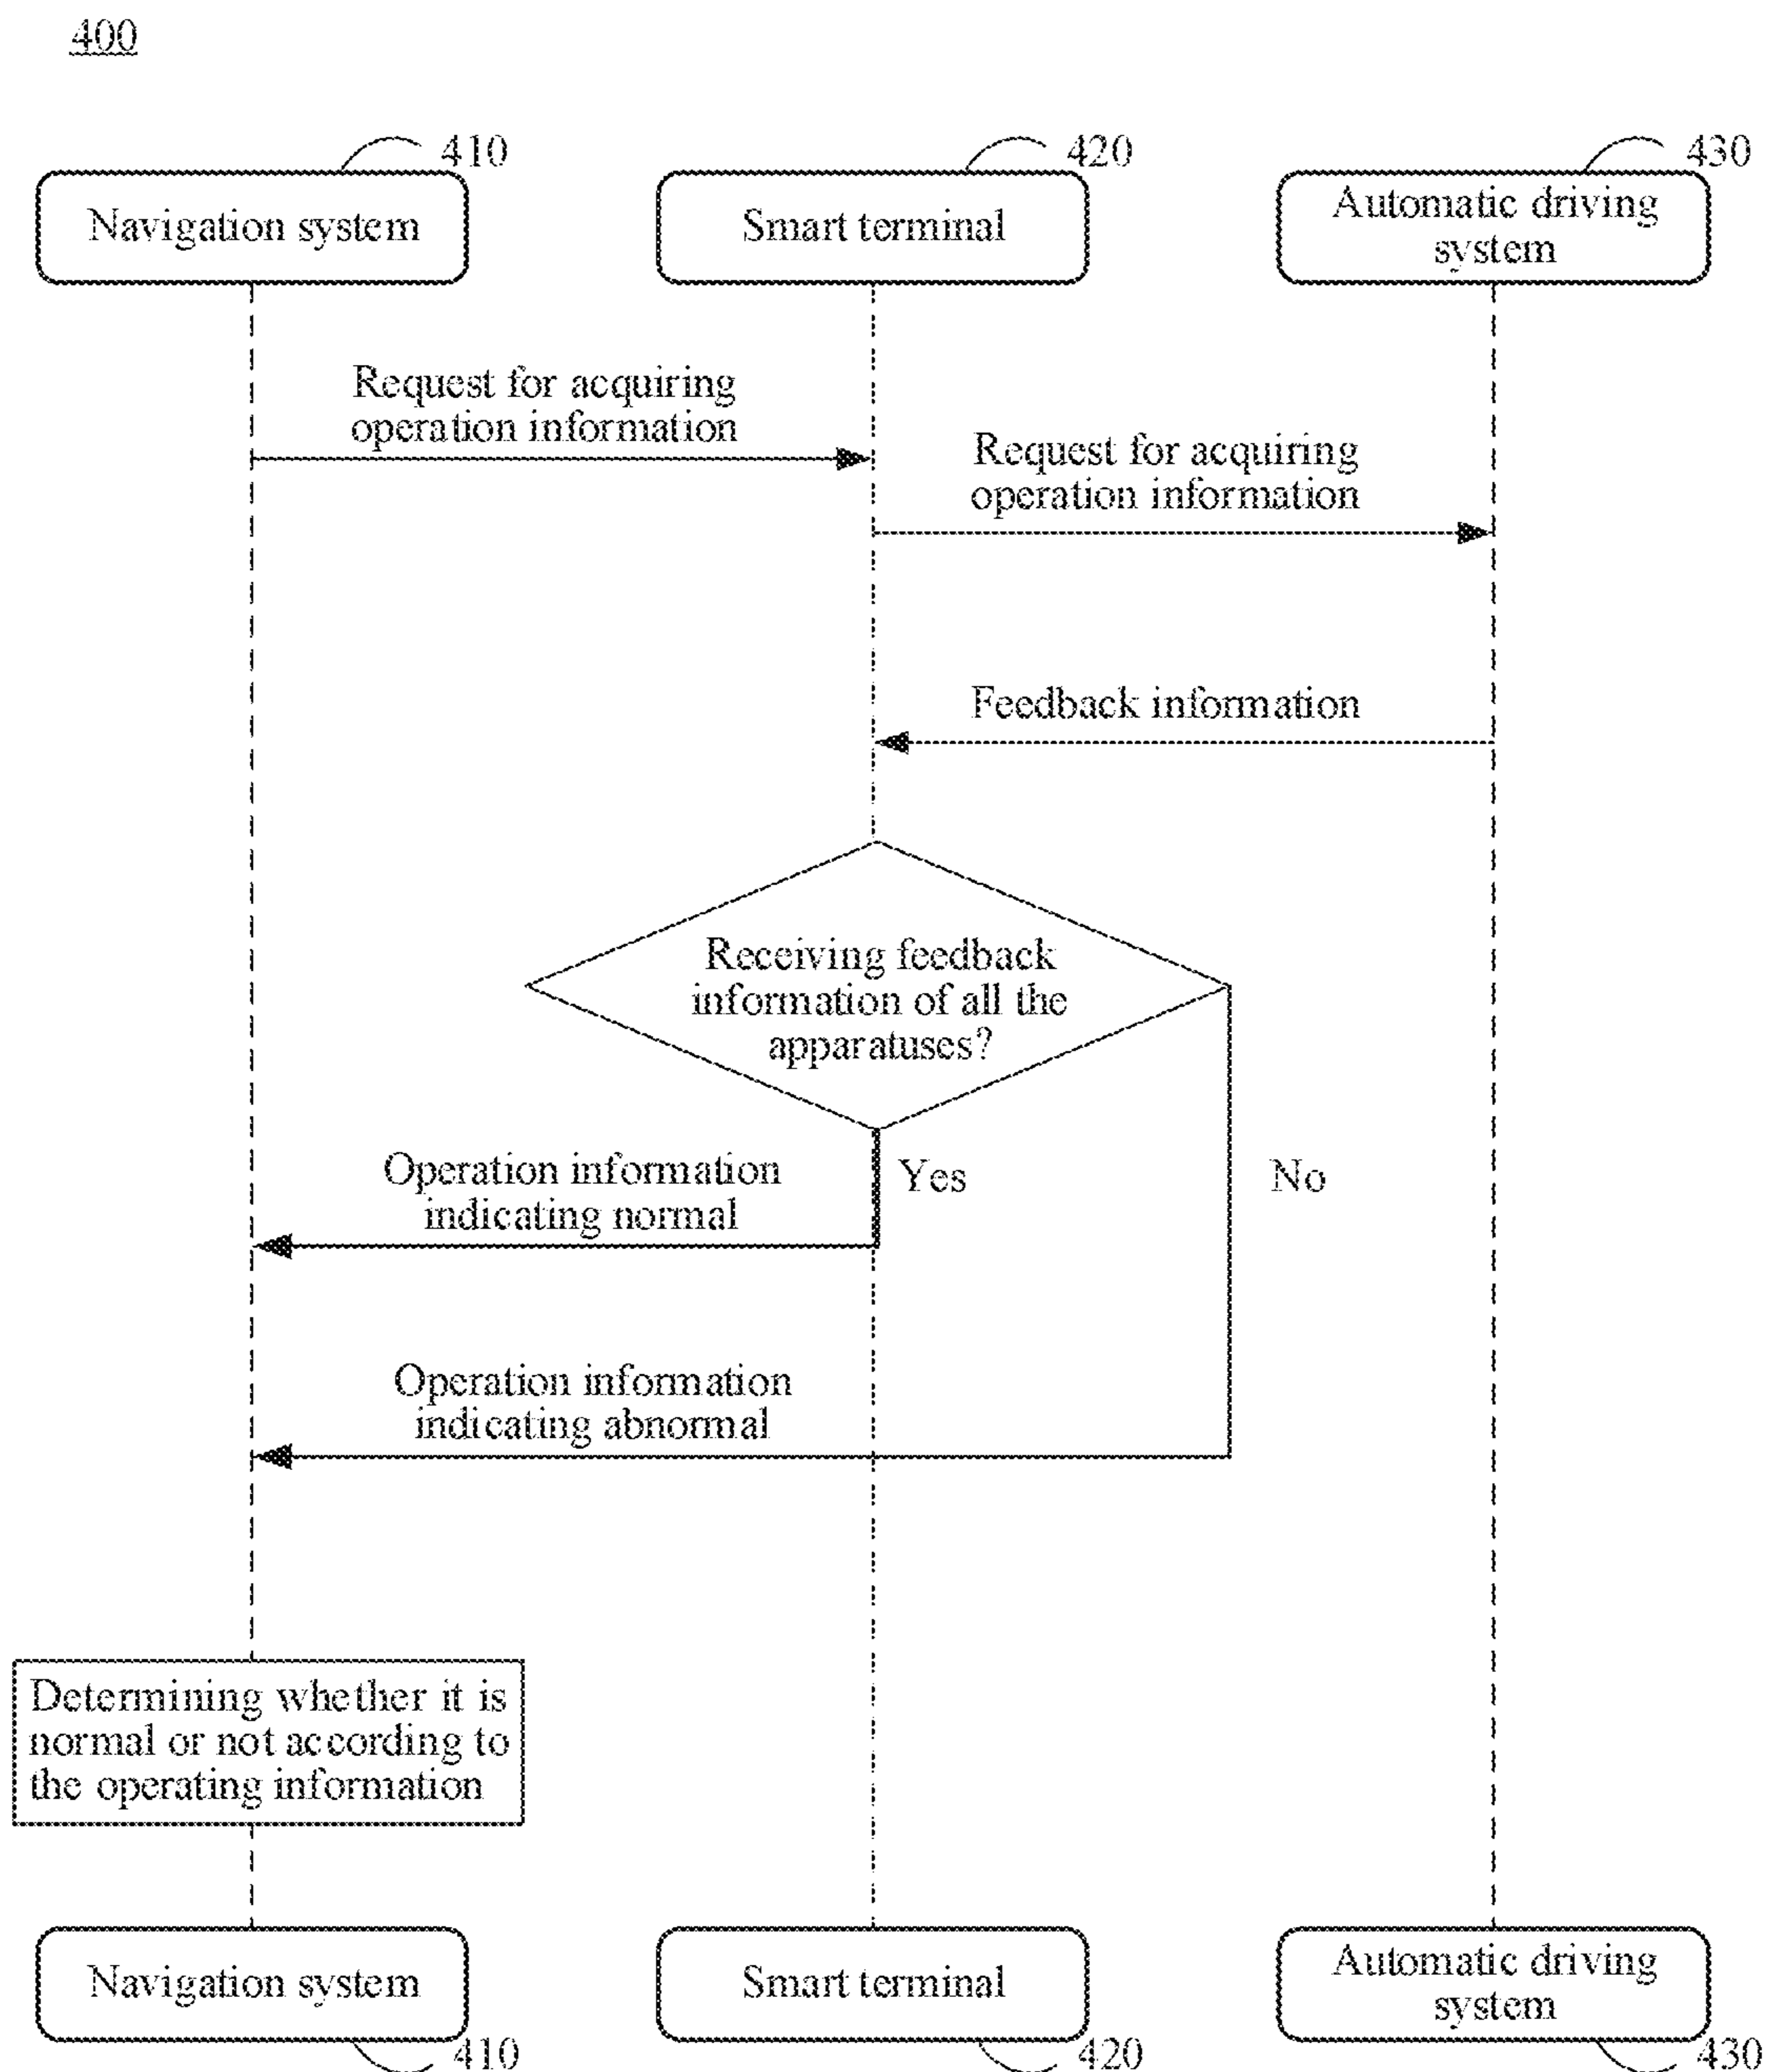 400
410
420
430
Navigation system
Smart terminal
Automatic driving
system
Request for acquiring
operation information
Request for acquiring
operation information
Feedback information
Receiving feedback
information of all the
apparatuses?
Yes
No
Operation information
indicating normal
Operation information
indicating abnormal
Determining whether it is
normal or not according to
the operating information
Navigation system
Smart terminal
Automatic driving
system
410
420
430